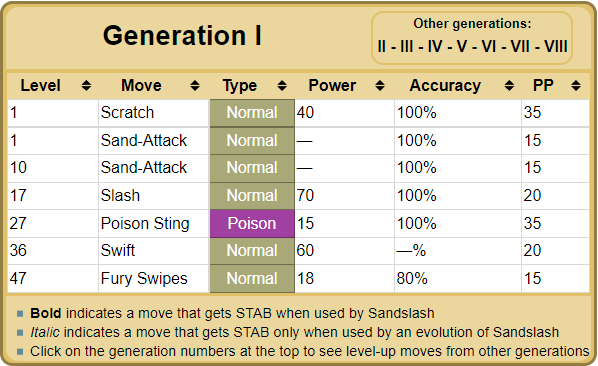 Generation I
Other generations:
II - III - IV - V - VI - VII - VIII
Level Move Type Power Accuracy PP
1 Scratch Normal 40 100% 35
1 Sand-Attack Normal — 100% 15
10 Sand-Attack Normal — 100% 15
17 Slash Normal 70 100% 20
27 Poison Sting Poison 15 100% 35
36 Swift Normal 60 —% 20
47 Fury Swipes Normal 18 80% 15
Bold indicates a move that gets STAB when used by Sandslash
Italic indicates a move that gets STAB only when used by an evolution of Sandslash
Click on the generation numbers at the top to see level-up moves from other generations